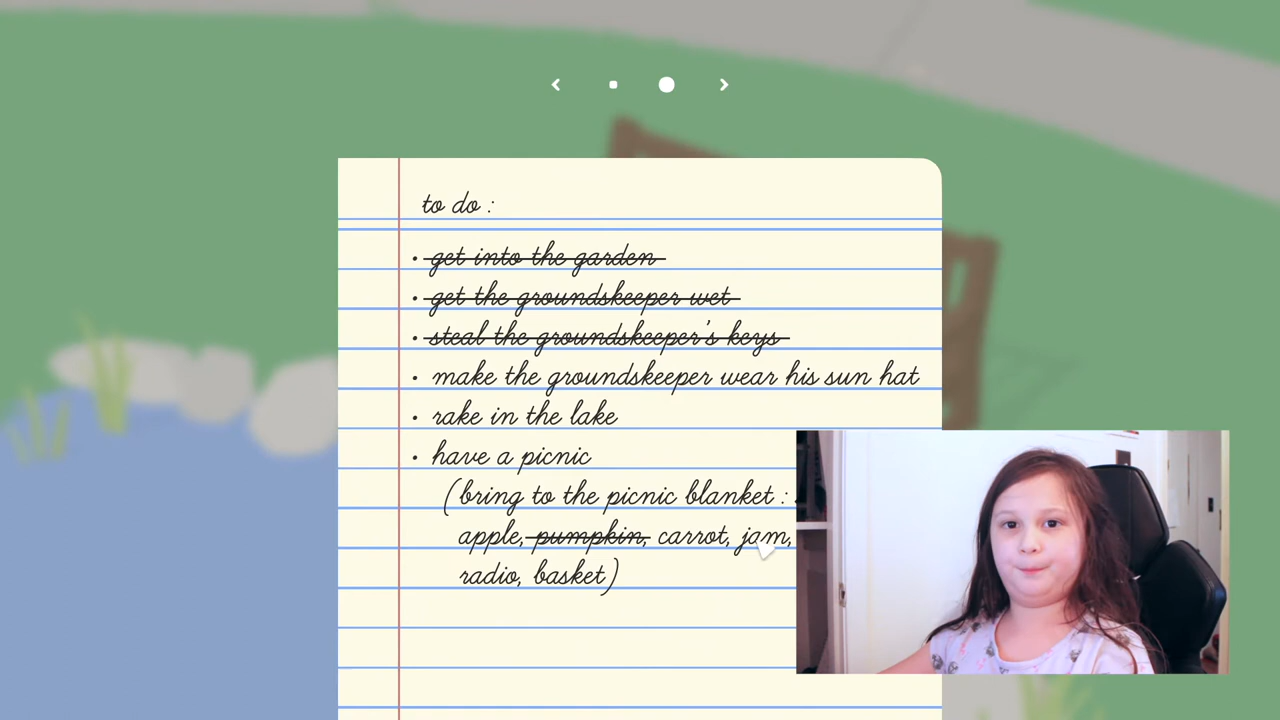 to do :
• get into the garden
• get the groundskeeper wet
• steal the groundskeeper's keys
• make the groundskeeper wear his sun hat
• rake in the lake
• have a picnic
(bring to the picnic blanket :
apple, pumpkin, carrot, jam,
radio, basket)